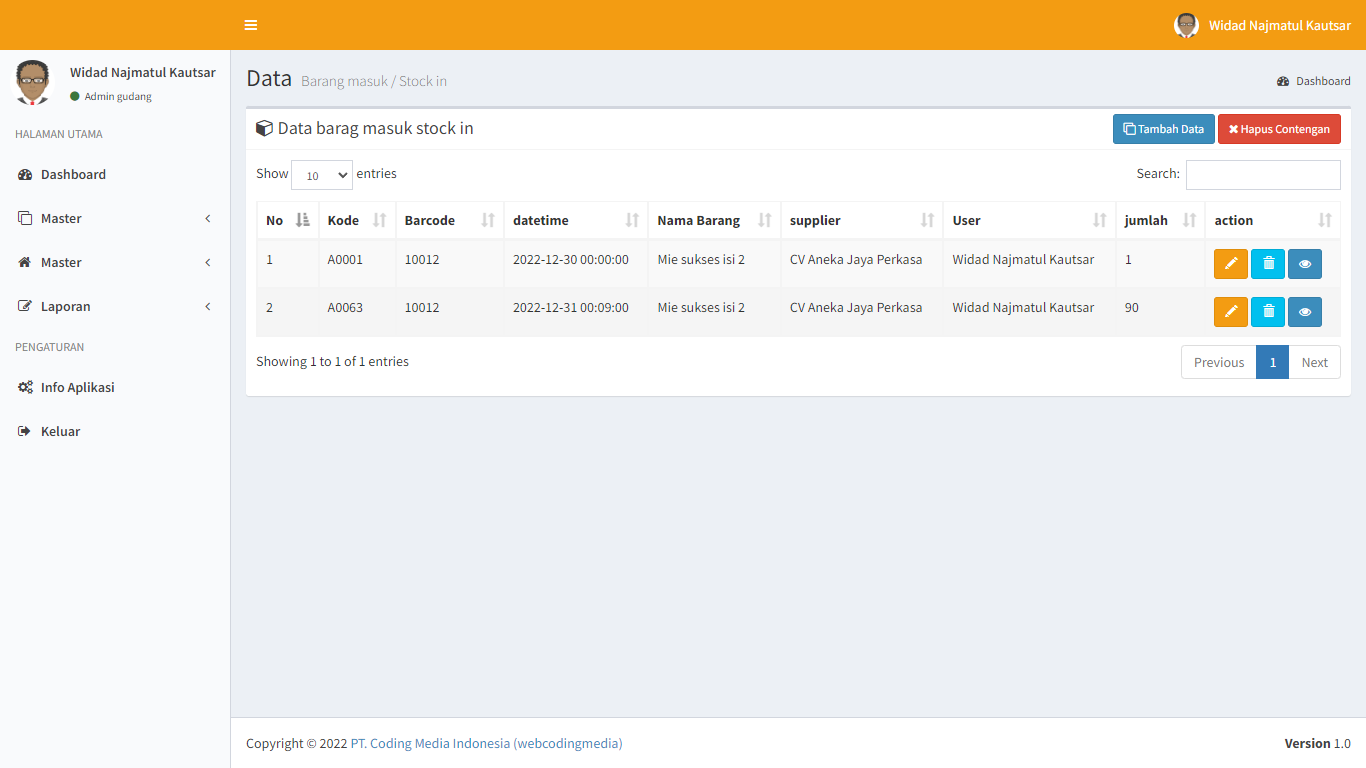 Widad Najmatul Kautsar
Widad Najmatul Kautsar
Admin gudang
HALAMAN UTAMA
Dashboard
Master
Master
Laporan
PENGATURAN
Info Aplikasi
Keluar
Data Barang masuk / Stock in
Dashboard
Data barag masuk stock in
Tambah Data Hapus Contengan
Show 10 entries
Search:
No Kode Barcode datetime Nama Barang supplier User jumlah action
1 A0001 10012 2022-12-30 00:00:00 Mie sukses isi 2 CV Aneka Jaya Perkasa Widad Najmatul Kautsar 1
2 A0063 10012 2022-12-31 00:09:00 Mie sukses isi 2 CV Aneka Jaya Perkasa Widad Najmatul Kautsar 90
Showing 1 to 1 of 1 entries
Previous 1 Next
Copyright © 2022 PT. Coding Media Indonesia (webcodingmedia)
Version 1.0